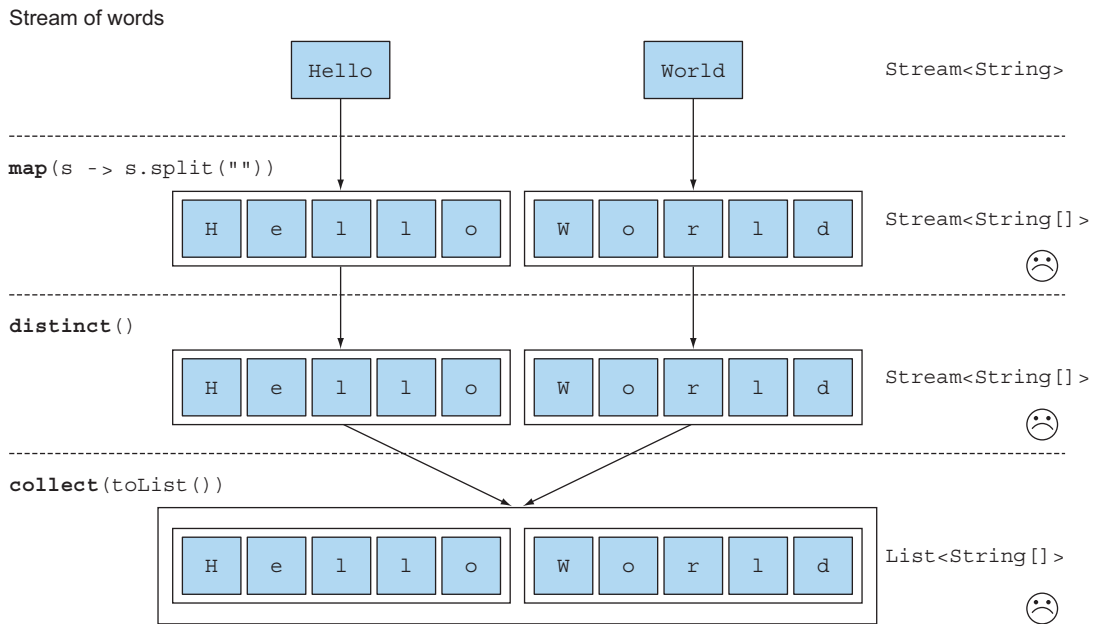 Stream of words
Hello World Stream<String>
map(s -> s.split(""))
H e l l o W o r l d Stream<String[]>
distinct()
H e l l o W o r l d Stream<String[]>
collect(toList())
H e l l o W o r l d List<String[]>